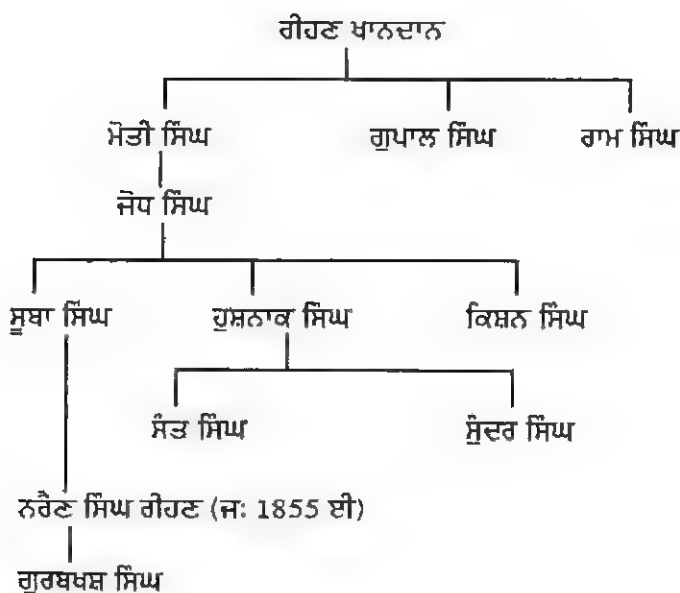 ਰੀਹਣ ਖਾਨਦਾਨ
ਮੋਤੀ ਸਿੰਘ ਗੁਪਾਲ ਸਿੰਘ ਰਾਮ ਸਿੰਘ
ਜੋਧ ਸਿੰਘ
ਸੂਬਾ ਸਿੰਘ ਹੁਸ਼ਨਾਕ ਸਿੰਘ ਕਿਸ਼ਨ ਸਿੰਘ
ਸੰਤ ਸਿੰਘ ਸੁੰਦਰ ਸਿੰਘ
ਨਰੈਣ ਸਿੰਘ ਰੀਹਣ (ਜ: 1855 ਈ)
ਗੁਰਬਖਸ਼ ਸਿੰਘ